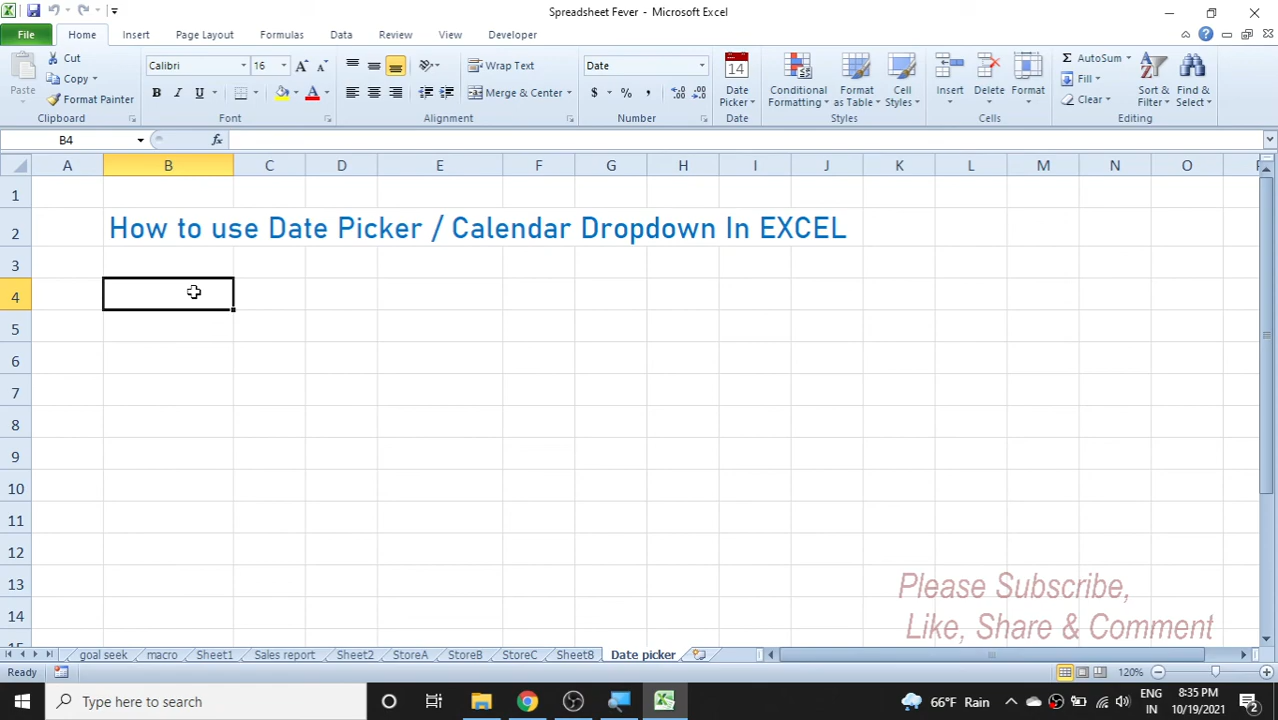 Spreadsheet Fever - Microsoft Excel
File Home Insert Page Layout Formulas Data Review View Developer
Paste Cut Copy Format Painter Clipboard
Calibri 16 A A B I U A Font
Wrap Text Merge & Center Alignment
Date $ % , Number
14 Date Picker Date
Conditional Formatting Format as Table Cell Styles Styles
Insert Delete Format Cells
Σ AutoSum Fill Clear Sort & Filter Find & Select Editing
B4 fx
A B C D E F G H I J K L M N O
1
2 How to use Date Picker / Calendar Dropdown In EXCEL
3
4
5
6
7
8
9
10
11
12
13
14
15
Please Subscribe,
Like, Share & Comment
goal seek macro Sheet1 Sales report Sheet2 StoreA StoreB StoreC Sheet8 Date picker
Ready 120%
Type here to search 66°F Rain ENG IN 8:35 PM 10/19/2021 2